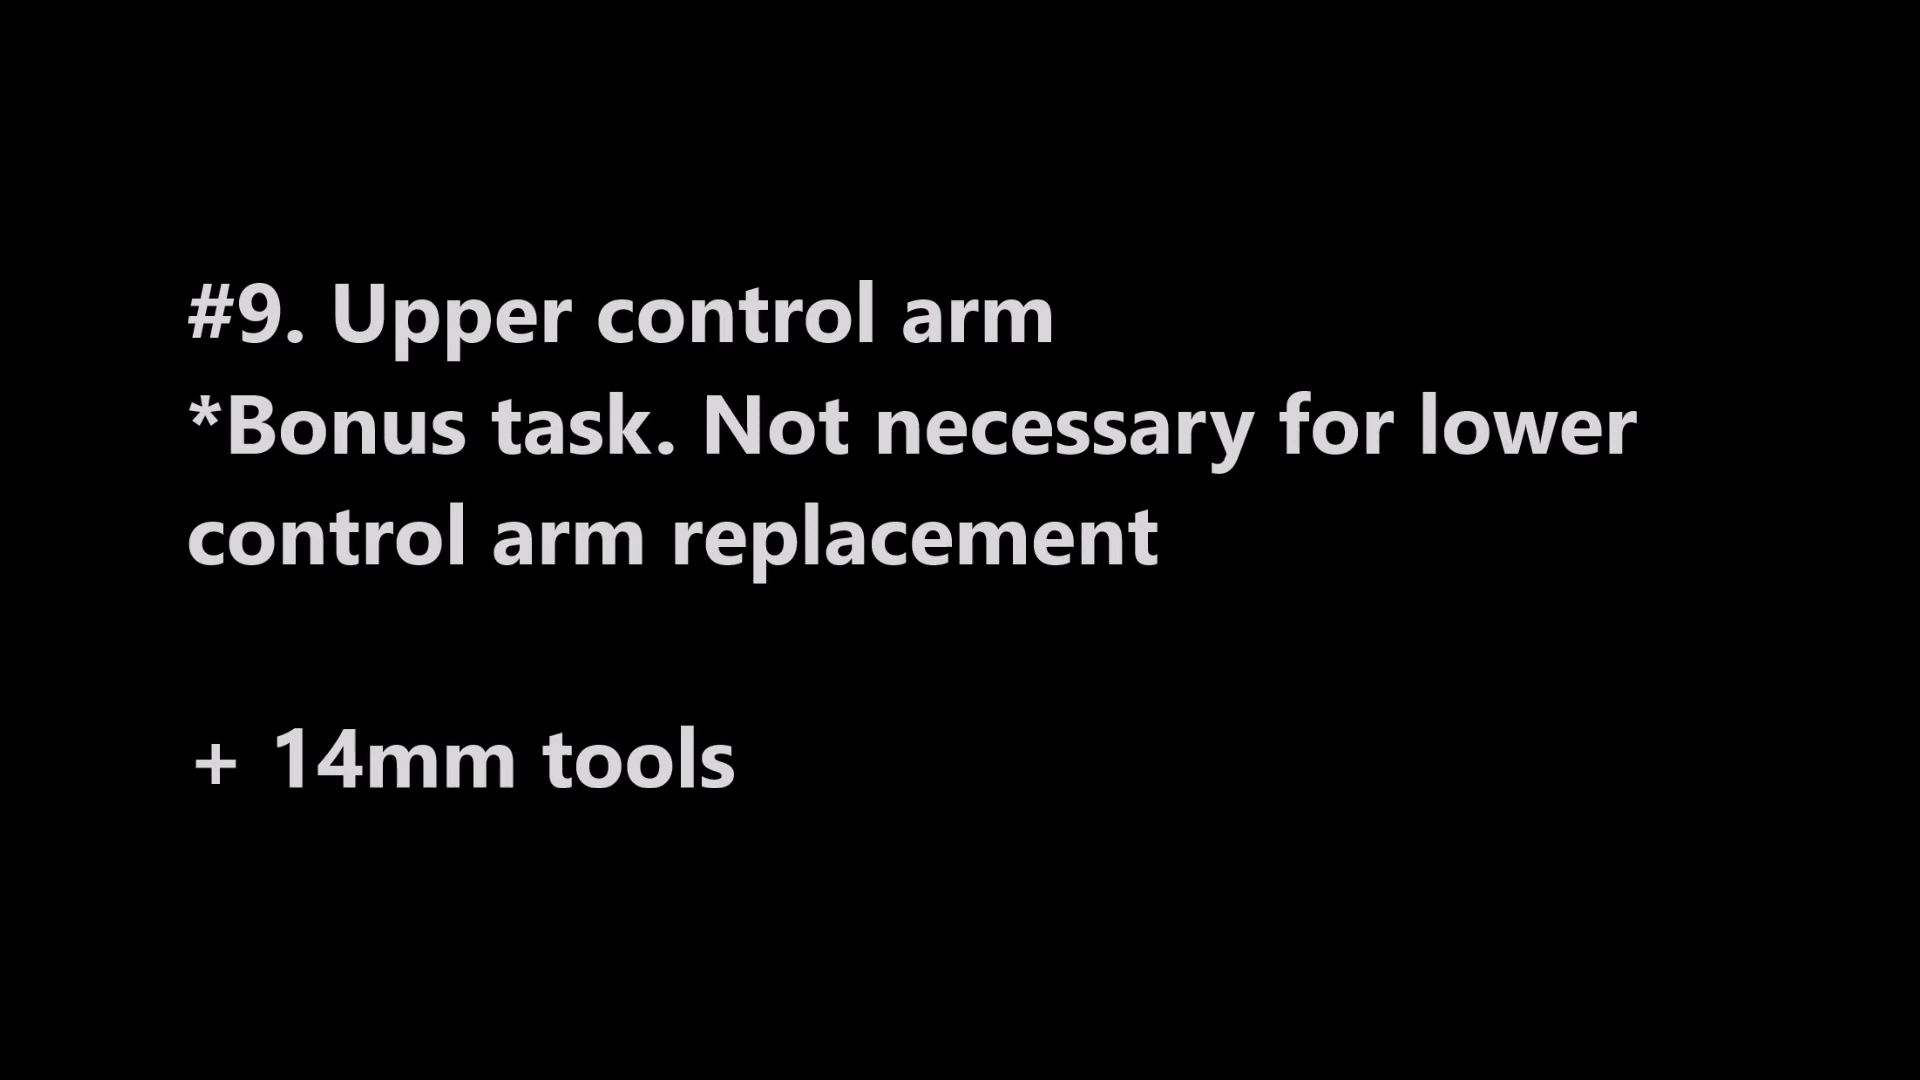 #9. Upper control arm
*Bonus task. Not necessary for lower
control arm replacement
+ 14mm tools